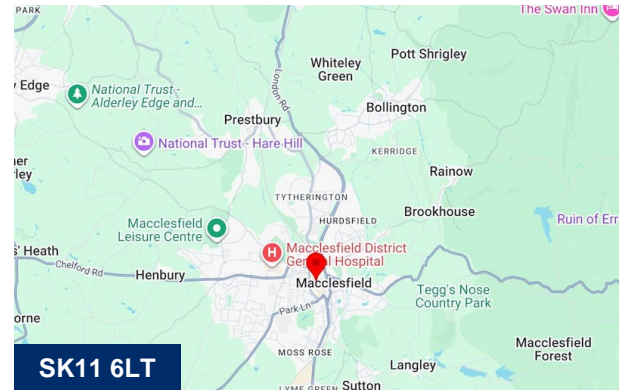 PARK
The Swan Inn
Pott Shrigley
Whiteley
Green
London Rd
Edge
National Trust -
Alderley Edge and...
Bollington
Prestbury
National Trust - Hare Hill
KERRIDGE
Rainow
TYTHERINGTON
Brookhouse
HURDSFIELD
Macclesfield
Leisure Centre
Ruin of Err
Macclesfield District
General Hospital
Heath
Chelford Rd
Henbury
Macclesfield
Tegg's Nose
Country Park
Park Ln
orne
Macclesfield
Forest
MOSS ROSE
Langley
SK11 6LT
LYME GREEN
Sutton